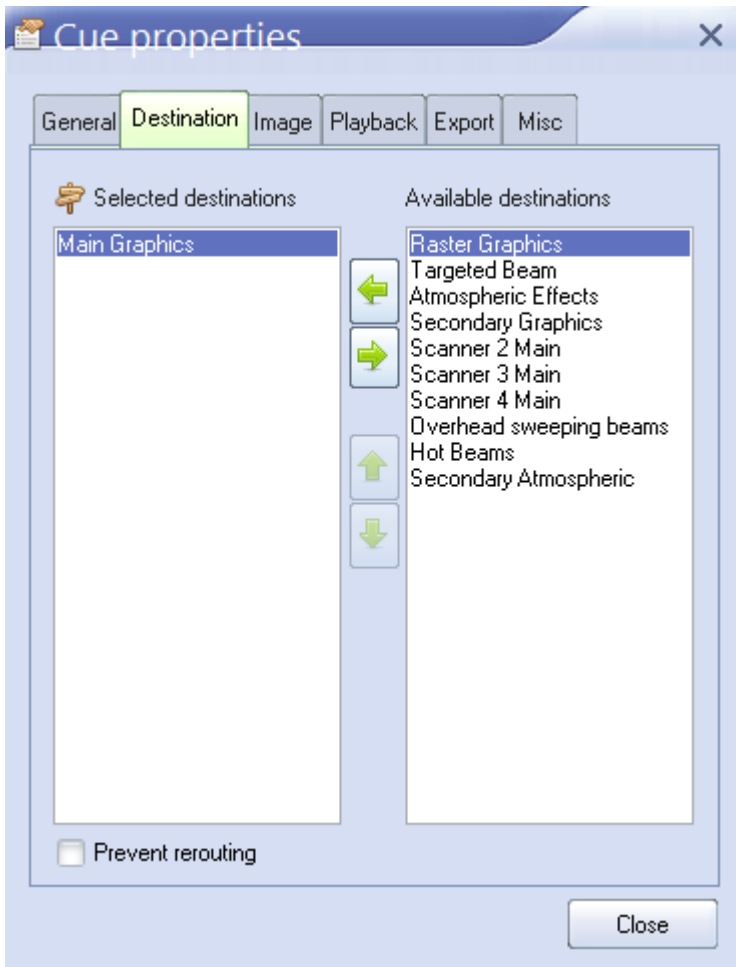 Cue properties
General Destination Image Playback Export Misc
Selected destinations
Main Graphics
Available destinations
Raster Graphics
Targeted Beam
Atmospheric Effects
Secondary Graphics
Scanner 2 Main
Scanner 3 Main
Scanner 4 Main
Overhead sweeping beams
Hot Beams
Secondary Atmospheric
Prevent rerouting
Close